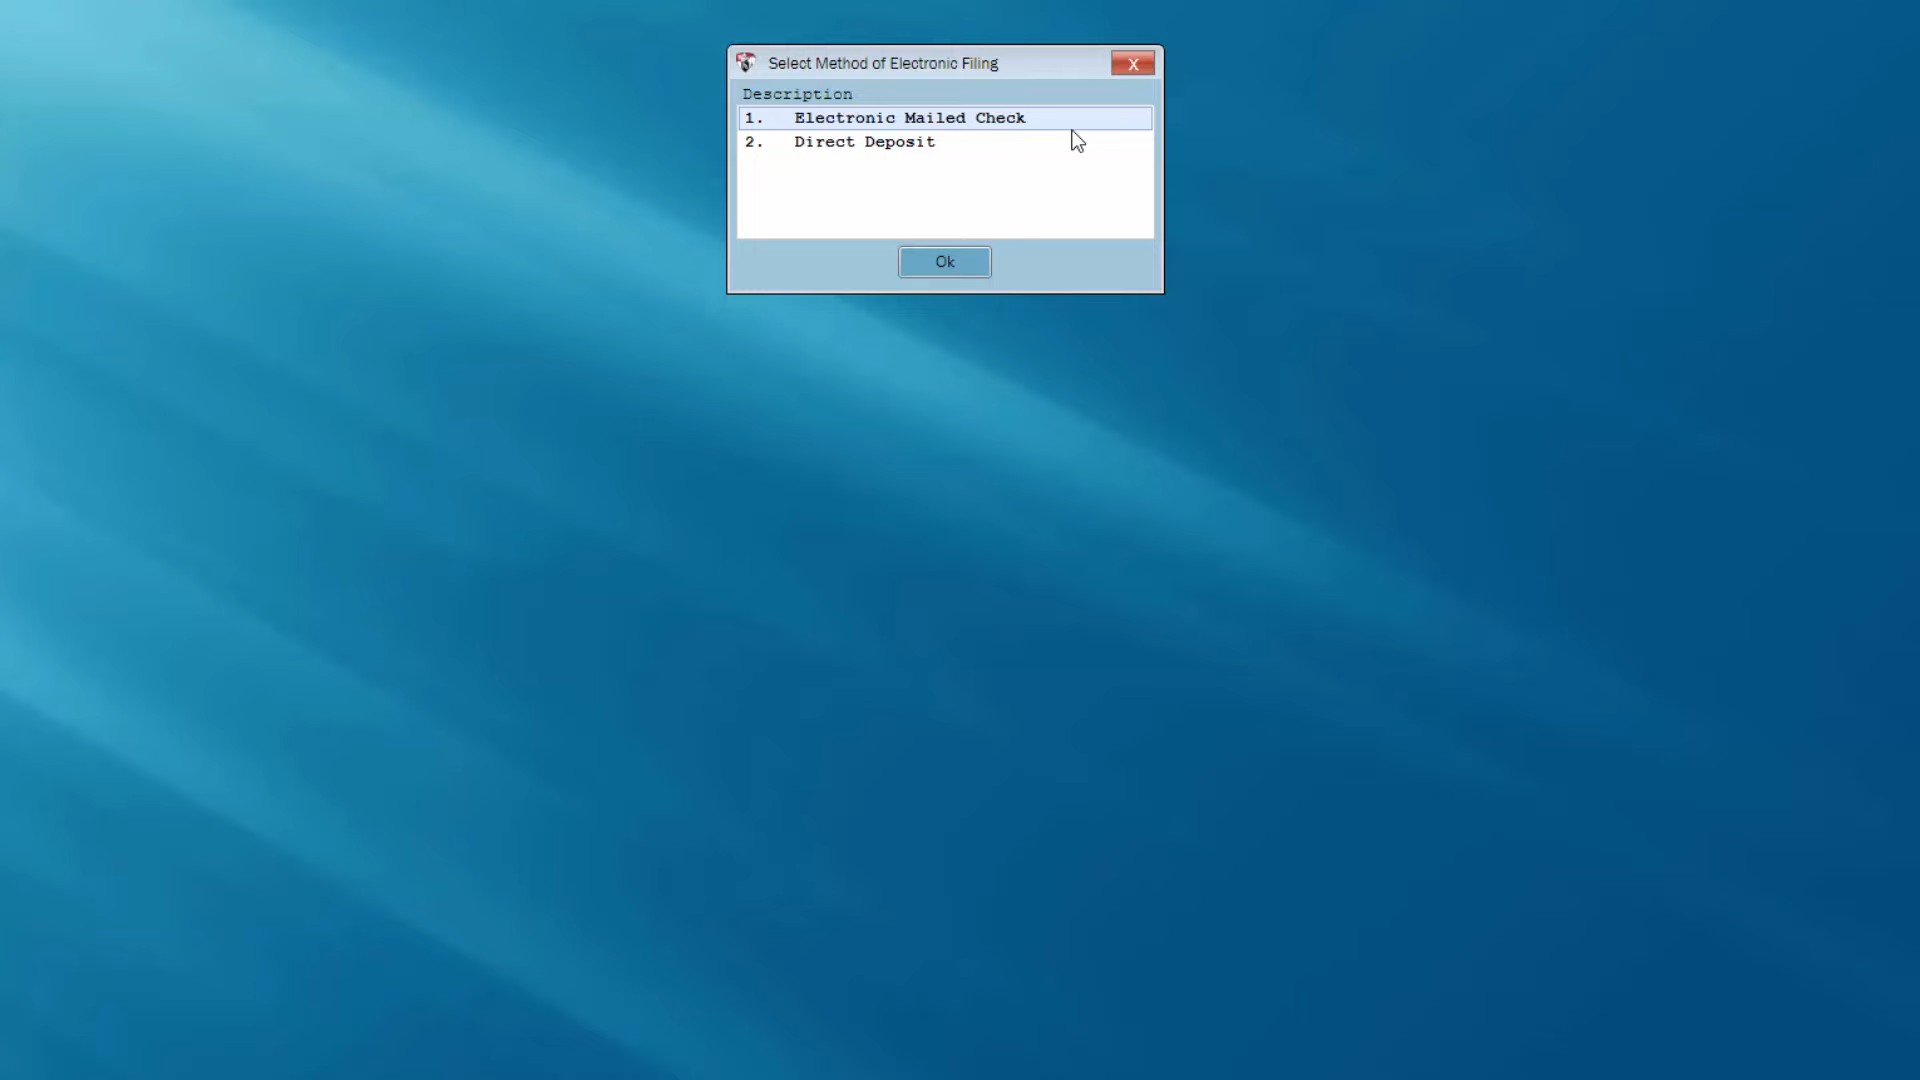 Select Method of Electronic Filing
X
Description
1. Electronic Mailed Check
2. Direct Deposit
Ok